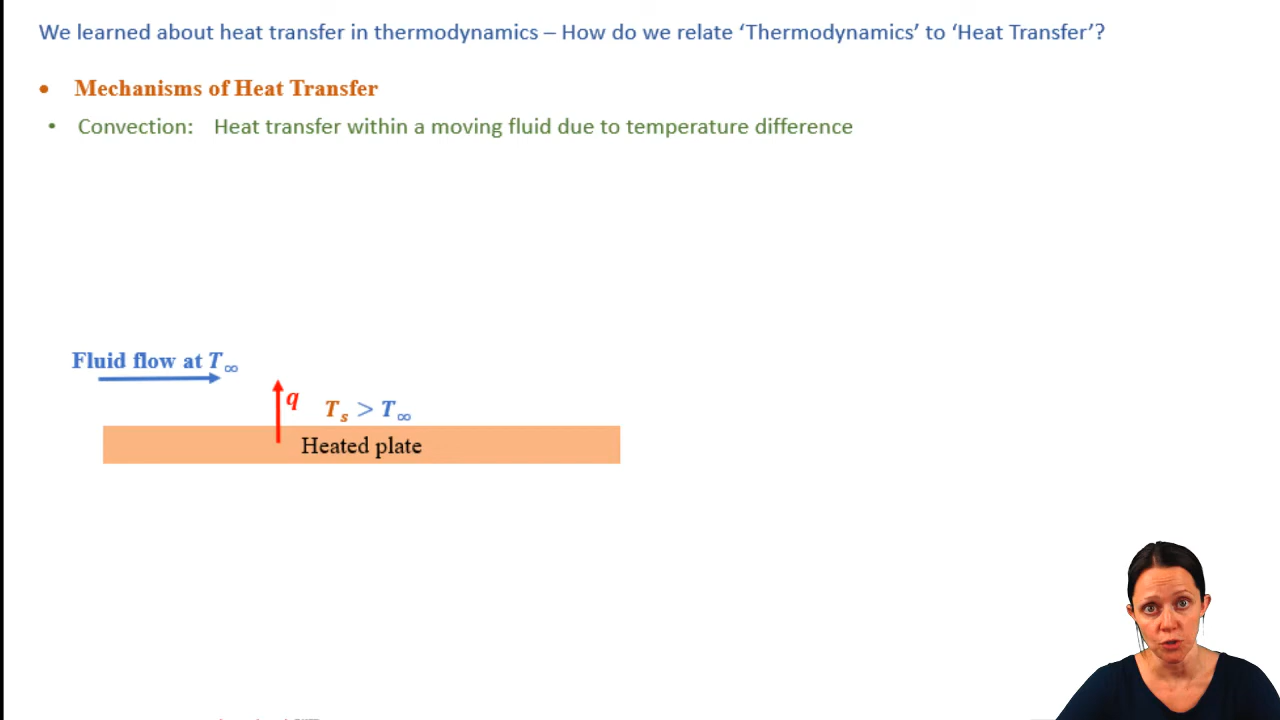 We learned about heat transfer in thermodynamics – How do we relate ‘Thermodynamics’ to ‘Heat Transfer’?
• Mechanisms of Heat Transfer
• Convection: Heat transfer within a moving fluid due to temperature difference
Fluid flow at T∞
q
Ts > T∞
Heated plate